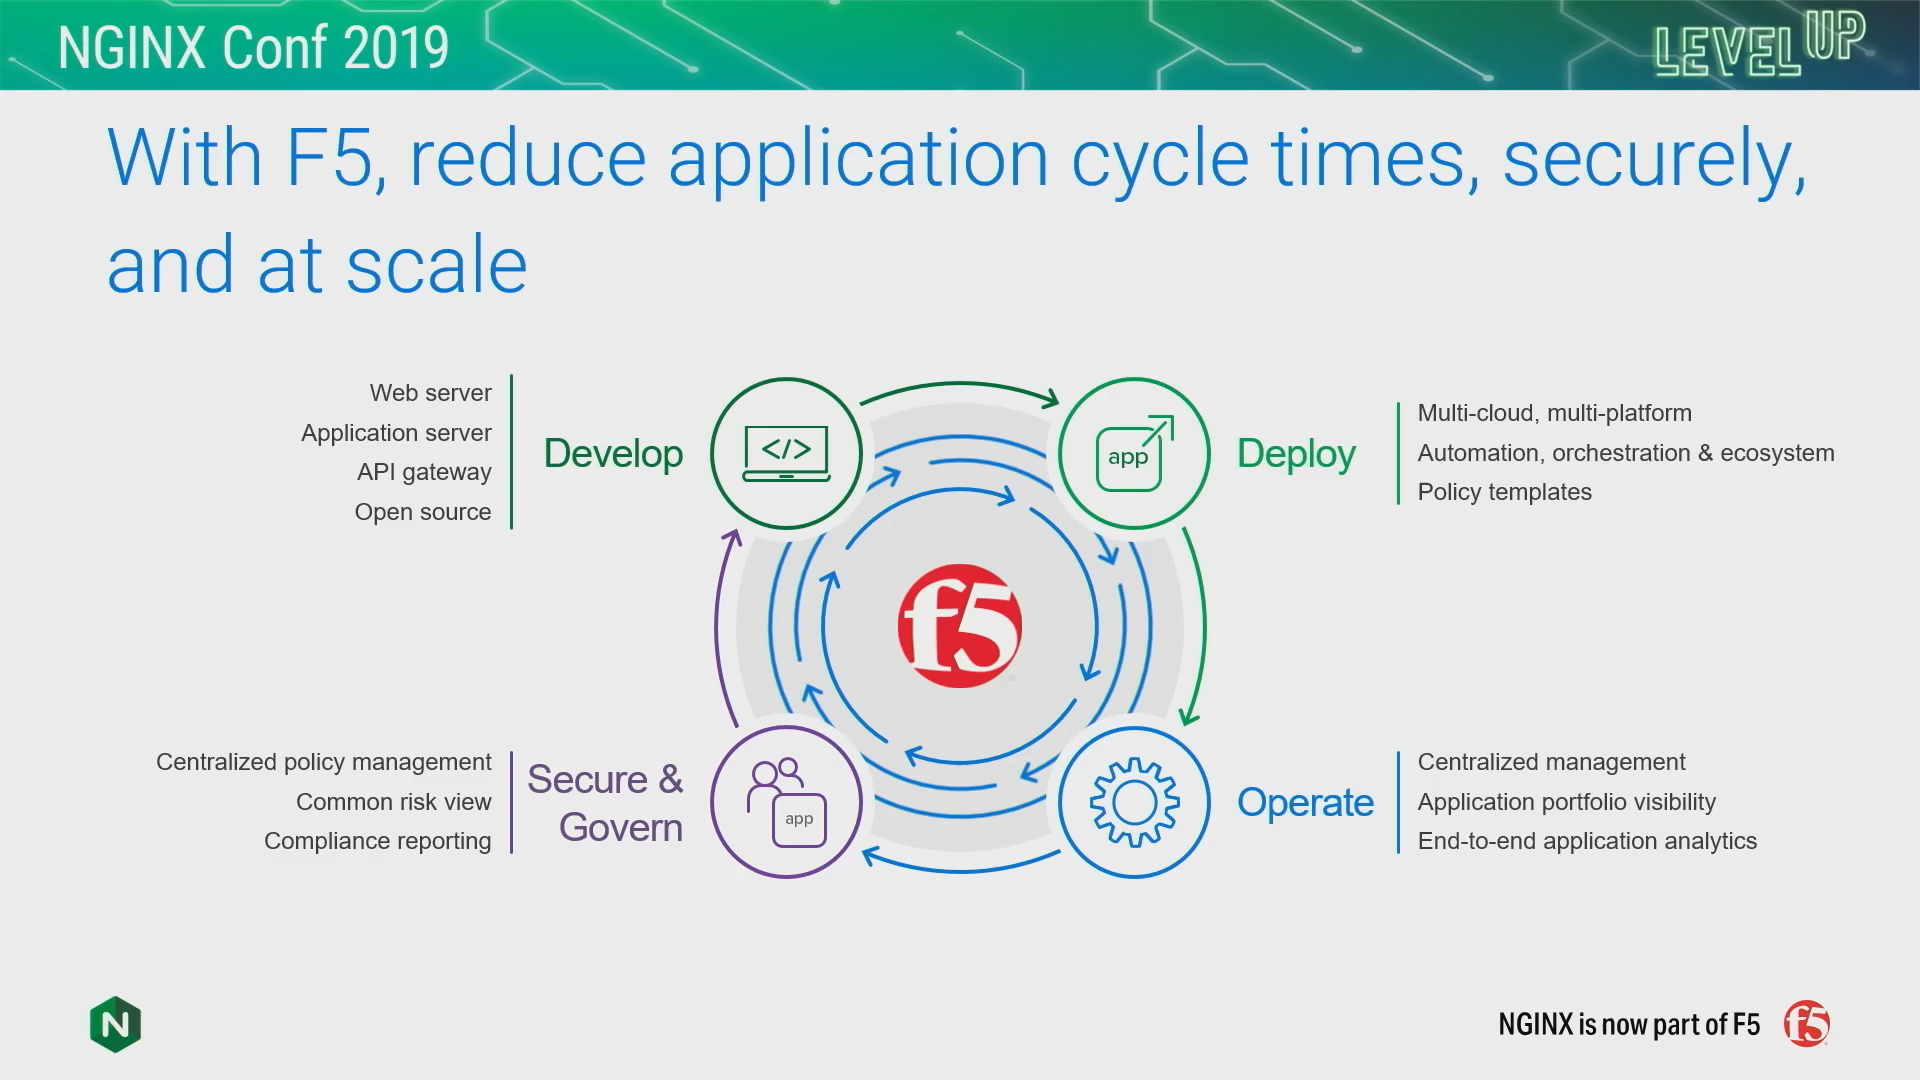 NGINX Conf 2019
LEVEL UP
With F5, reduce application cycle times, securely,
and at scale
Web server
Application server
API gateway
Open source
Develop
</>
app
Deploy
Multi-cloud, multi-platform
Automation, orchestration & ecosystem
Policy templates
f5
Centralized policy management
Common risk view
Compliance reporting
Secure &
Govern
app
Operate
Centralized management
Application portfolio visibility
End-to-end application analytics
N
NGINX is now part of F5
f5